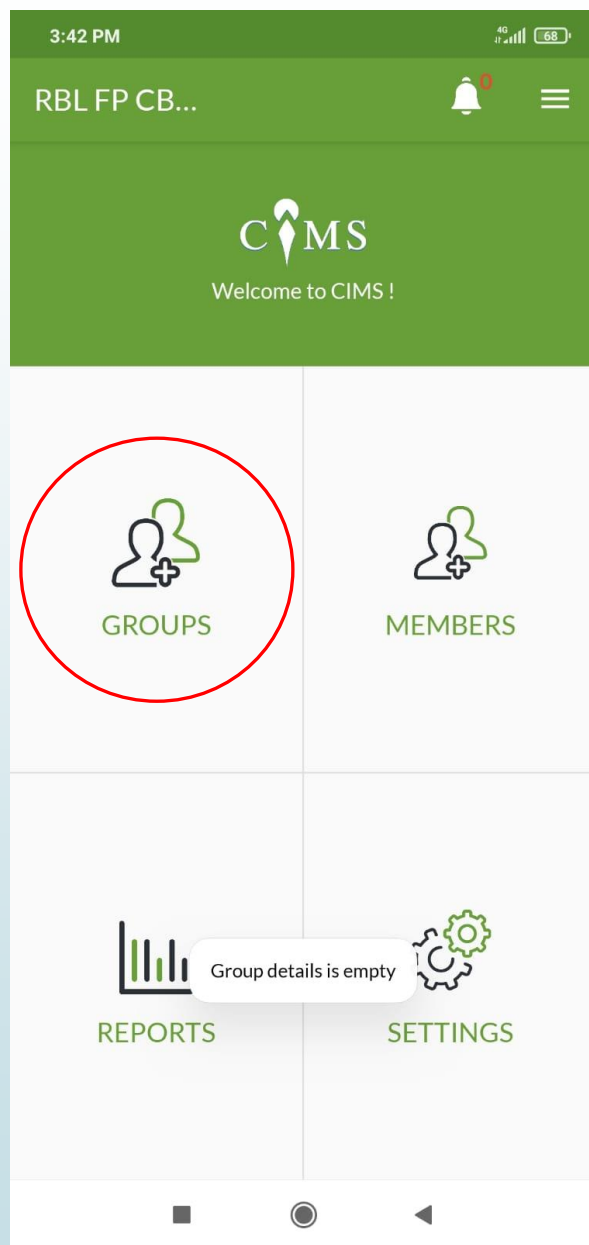 3:42 PM
4G
68
RBL FP CB...
0
CIMS
Welcome to CIMS !
GROUPS
MEMBERS
Group details is empty
REPORTS
SETTINGS